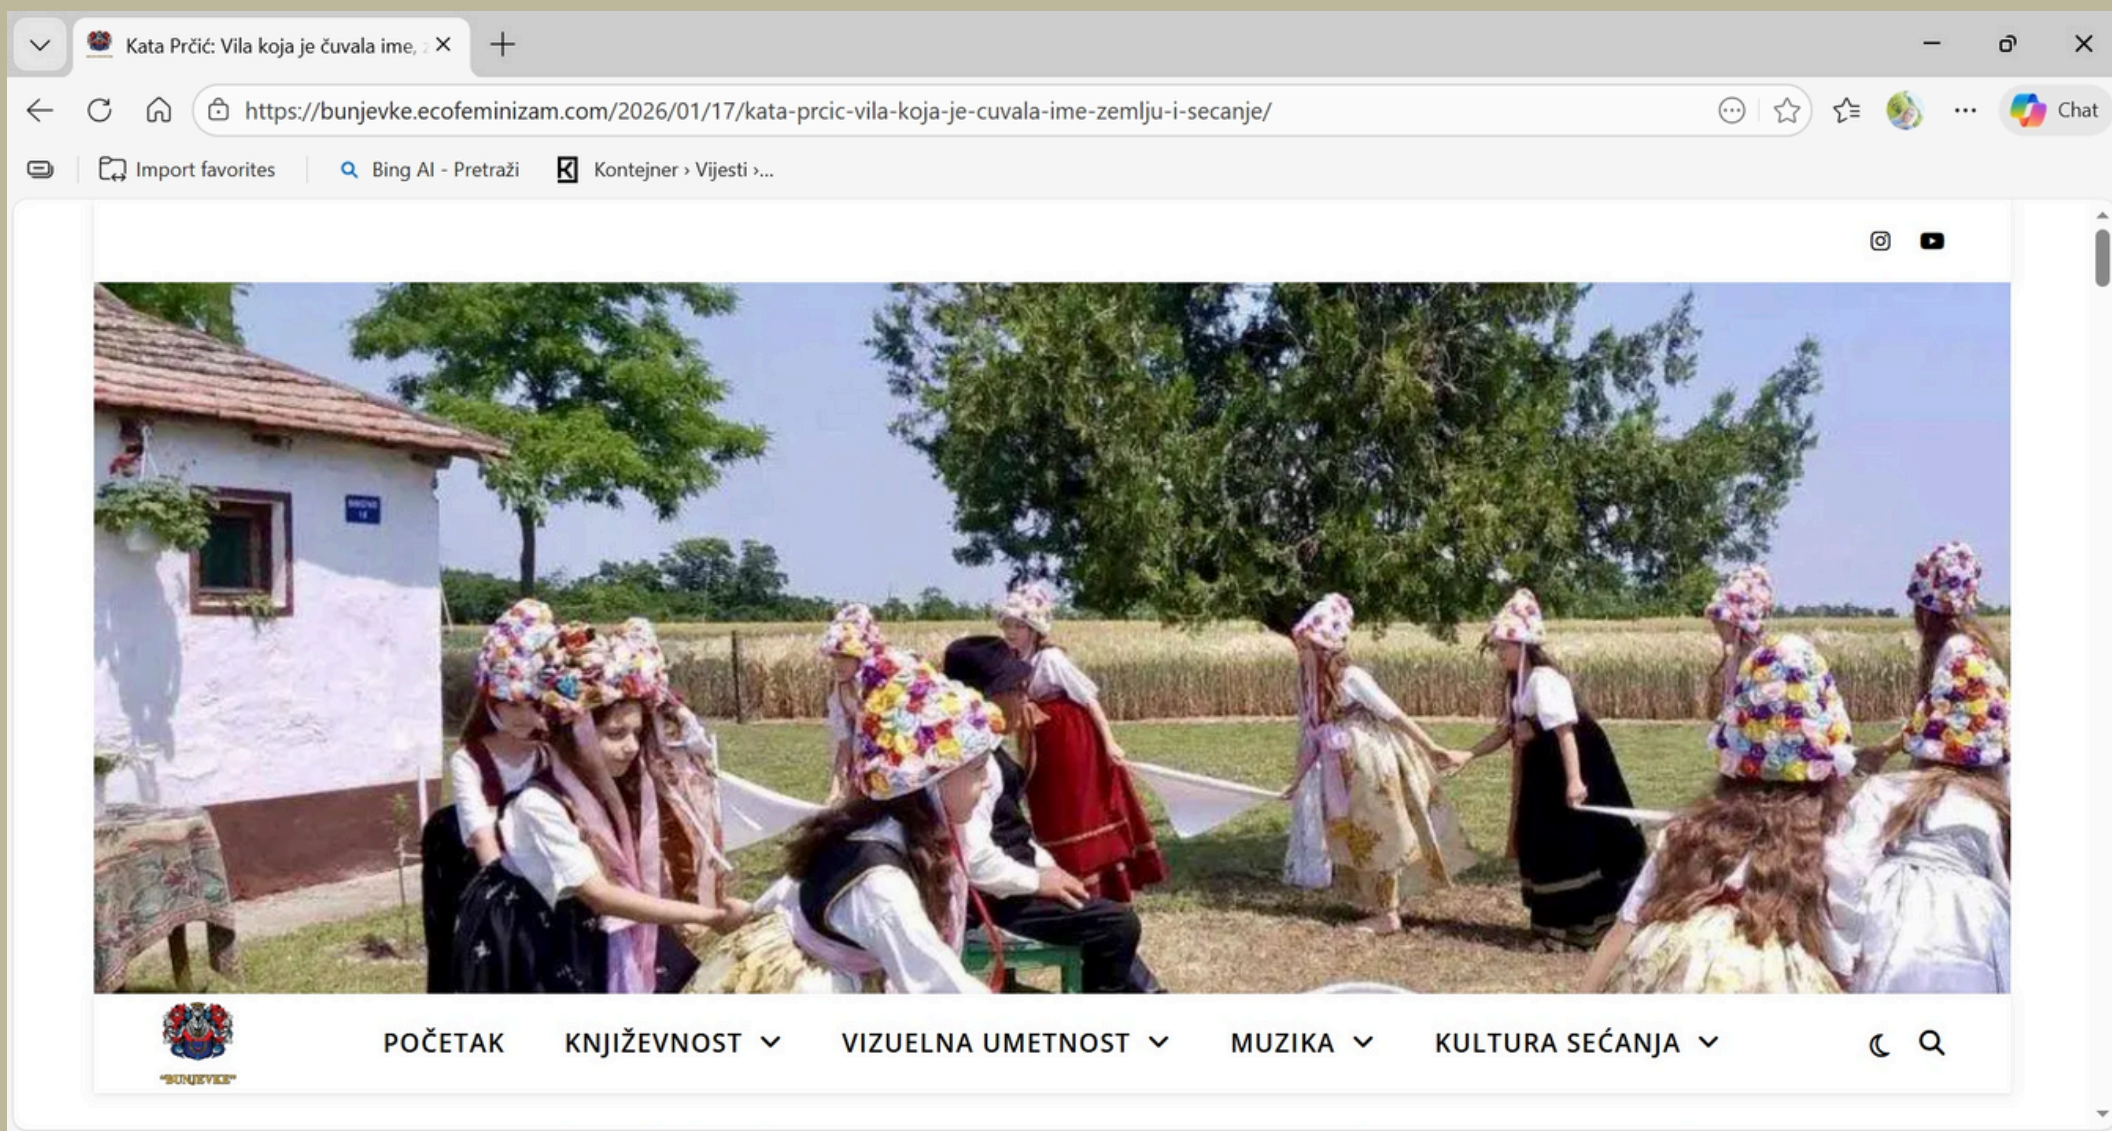 Kata Prčić: Vila koja je čuvala ime, z
https://bunjevke.ecofeminizam.com/2026/01/17/kata-prcic-vila-koja-je-cuvala-ime-zemlju-i-secanje/
Chat
Import favorites
Bing AI - Pretraži
Kontejner › Vijesti ›...
POČETAK
KNJIŽEVNOST
VIZUELNA UMETNOST
MUZIKA
KULTURA SEĆANJA
"BUNJEVKE"